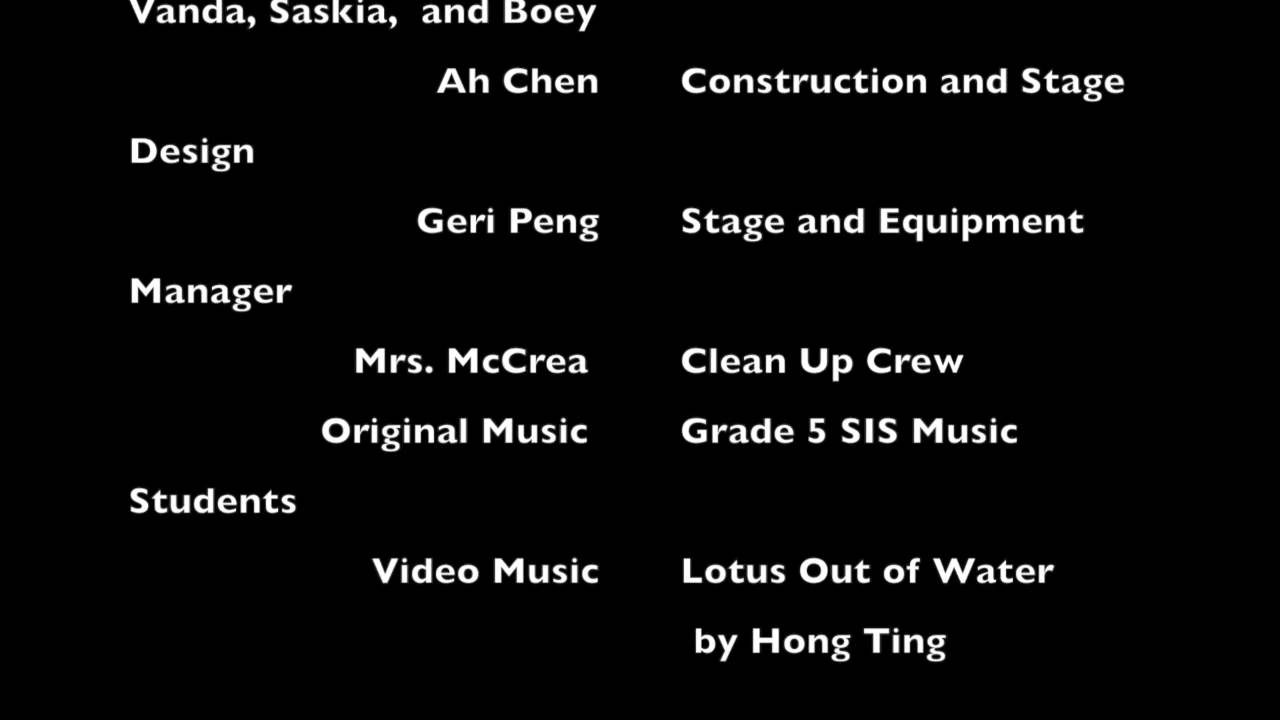 Vanda, Saskia, and Boey
Ah Chen Construction and Stage
Design
Geri Peng Stage and Equipment
Manager
Mrs. McCrea Clean Up Crew
Original Music Grade 5 SIS Music
Students
Video Music Lotus Out of Water
by Hong Ting